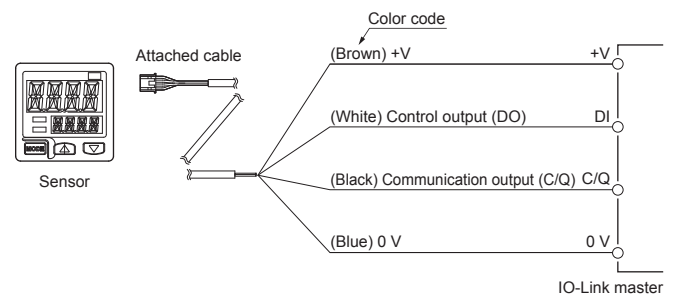 Color code
Attached cable
(Brown) +V +V
(White) Control output (DO) DI
MODE
(Black) Communication output (C/Q) C/Q
Sensor
(Blue) 0 V 0 V
IO-Link master